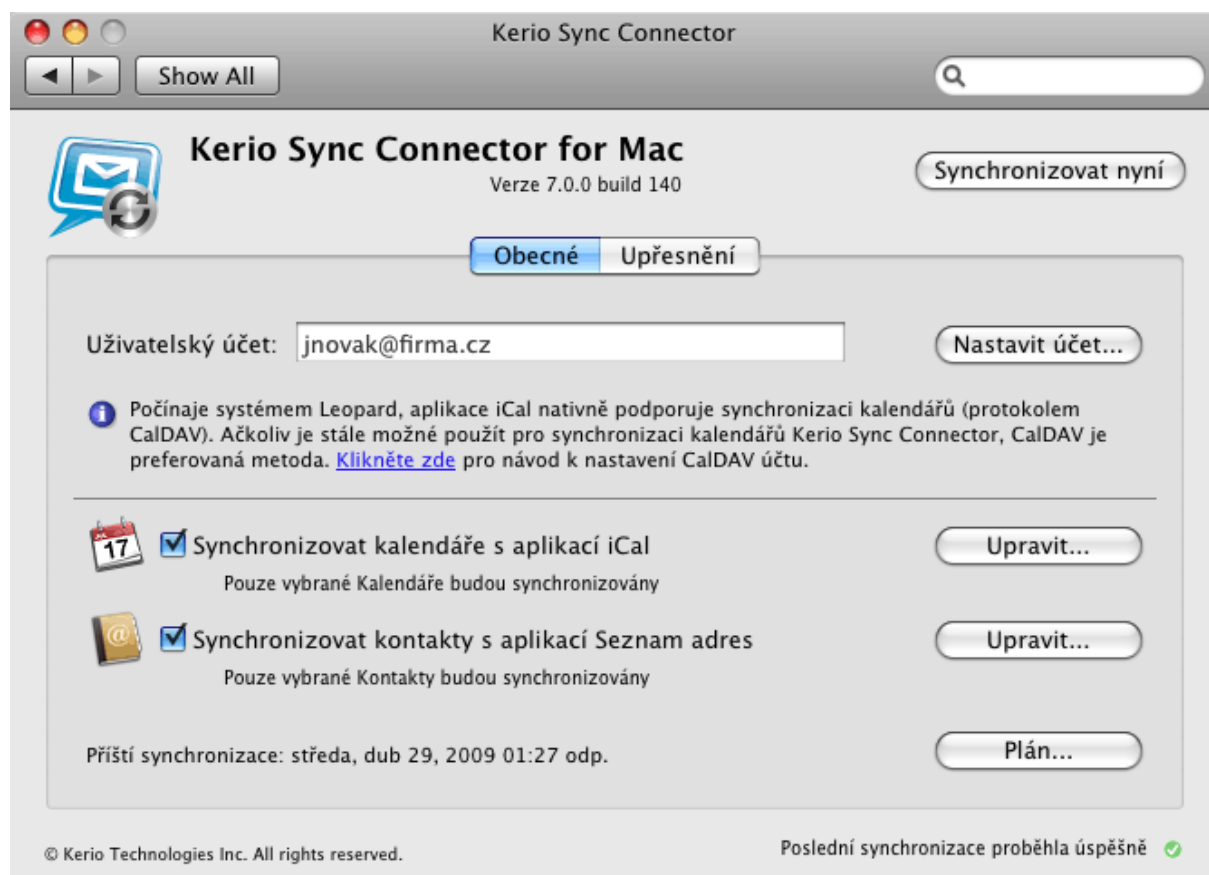 Kerio Sync Connector
Show All
Kerio Sync Connector for Mac
Verze 7.0.0 build 140
Synchronizovat nyní
Obecné Upřesnění
Uživatelský účet: jnovak@firma.cz Nastavit účet...
Počínaje systémem Leopard, aplikace iCal nativně podporuje synchronizaci kalendářů (protokolem
CalDAV). Ačkoliv je stále možné použít pro synchronizaci kalendářů Kerio Sync Connector, CalDAV je
preferovaná metoda. Klikněte zde pro návod k nastavení CalDAV účtu.
17 Synchronizovat kalendáře s aplikací iCal Upravit...
Pouze vybrané Kalendáře budou synchronizovány
@ Synchronizovat kontakty s aplikací Seznam adres Upravit...
Pouze vybrané Kontakty budou synchronizovány
Příští synchronizace: středa, dub 29, 2009 01:27 odp. Plán...
© Kerio Technologies Inc. All rights reserved. Poslední synchronizace proběhla úspěšně